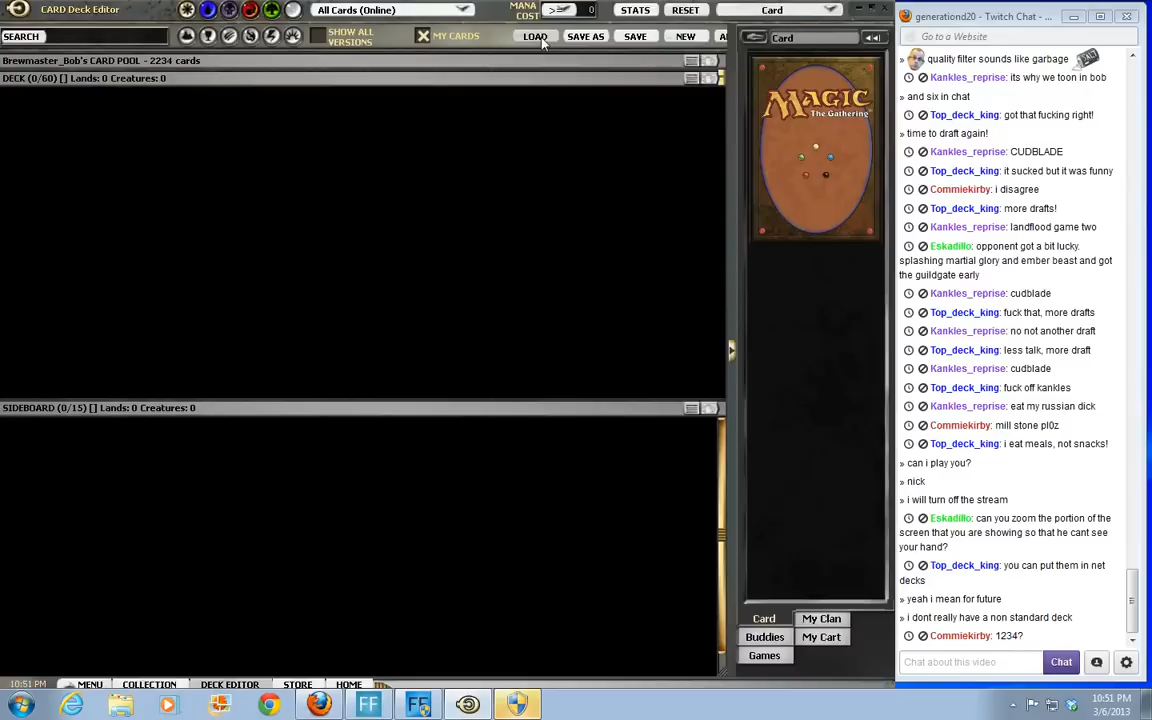 CARD Deck Editor
All Cards (Online)
MANA COST
>=
0
STATS
RESET
Card
SEARCH
SHOW ALL VERSIONS
MY CARDS
LOAD
SAVE AS
SAVE
NEW
Card
Brewmaster_Bob's CARD POOL - 2234 cards
DECK (0/60) [] Lands: 0 Creatures: 0
MAGIC
The Gathering
SIDEBOARD (0/15) [] Lands: 0 Creatures: 0
Card
My Clan
Buddies
My Cart
Games
10:51 PM
MENU
COLLECTION
DECK EDITOR
STORE
HOME
generationd20 - Twitch Chat - ...
Go to a Website
» quality filter sounds like garbage
Kankles_reprise: its why we toon in bob
» and six in chat
Top_deck_king: got that fucking right!
» time to draft again!
Kankles_reprise: CUDBLADE
Top_deck_king: it sucked but it was funny
Commiekirby: i disagree
Top_deck_king: more drafts!
Kankles_reprise: landflood game two
Eskadillo: opponent got a bit lucky.
splashing martial glory and ember beast and got
the guildgate early
Kankles_reprise: cudblade
Top_deck_king: fuck that, more drafts
Kankles_reprise: no not another draft
Top_deck_king: less talk, more draft
Kankles_reprise: cudblade
Top_deck_king: fuck off kankles
Kankles_reprise: eat my russian dick
Commiekirby: mill stone pl0z
Top_deck_king: i eat meals, not snacks!
» can i play you?
» nick
» i will turn off the stream
Eskadillo: can you zoom the portion of the
screen that you are showing so that he cant see
your hand?
Top_deck_king: you can put them in net
decks
» yeah i mean for future
» i dont really have a non standard deck
Commiekirby: 1234?
Chat about this video
Chat
FF
FF
10:51 PM
3/6/2013